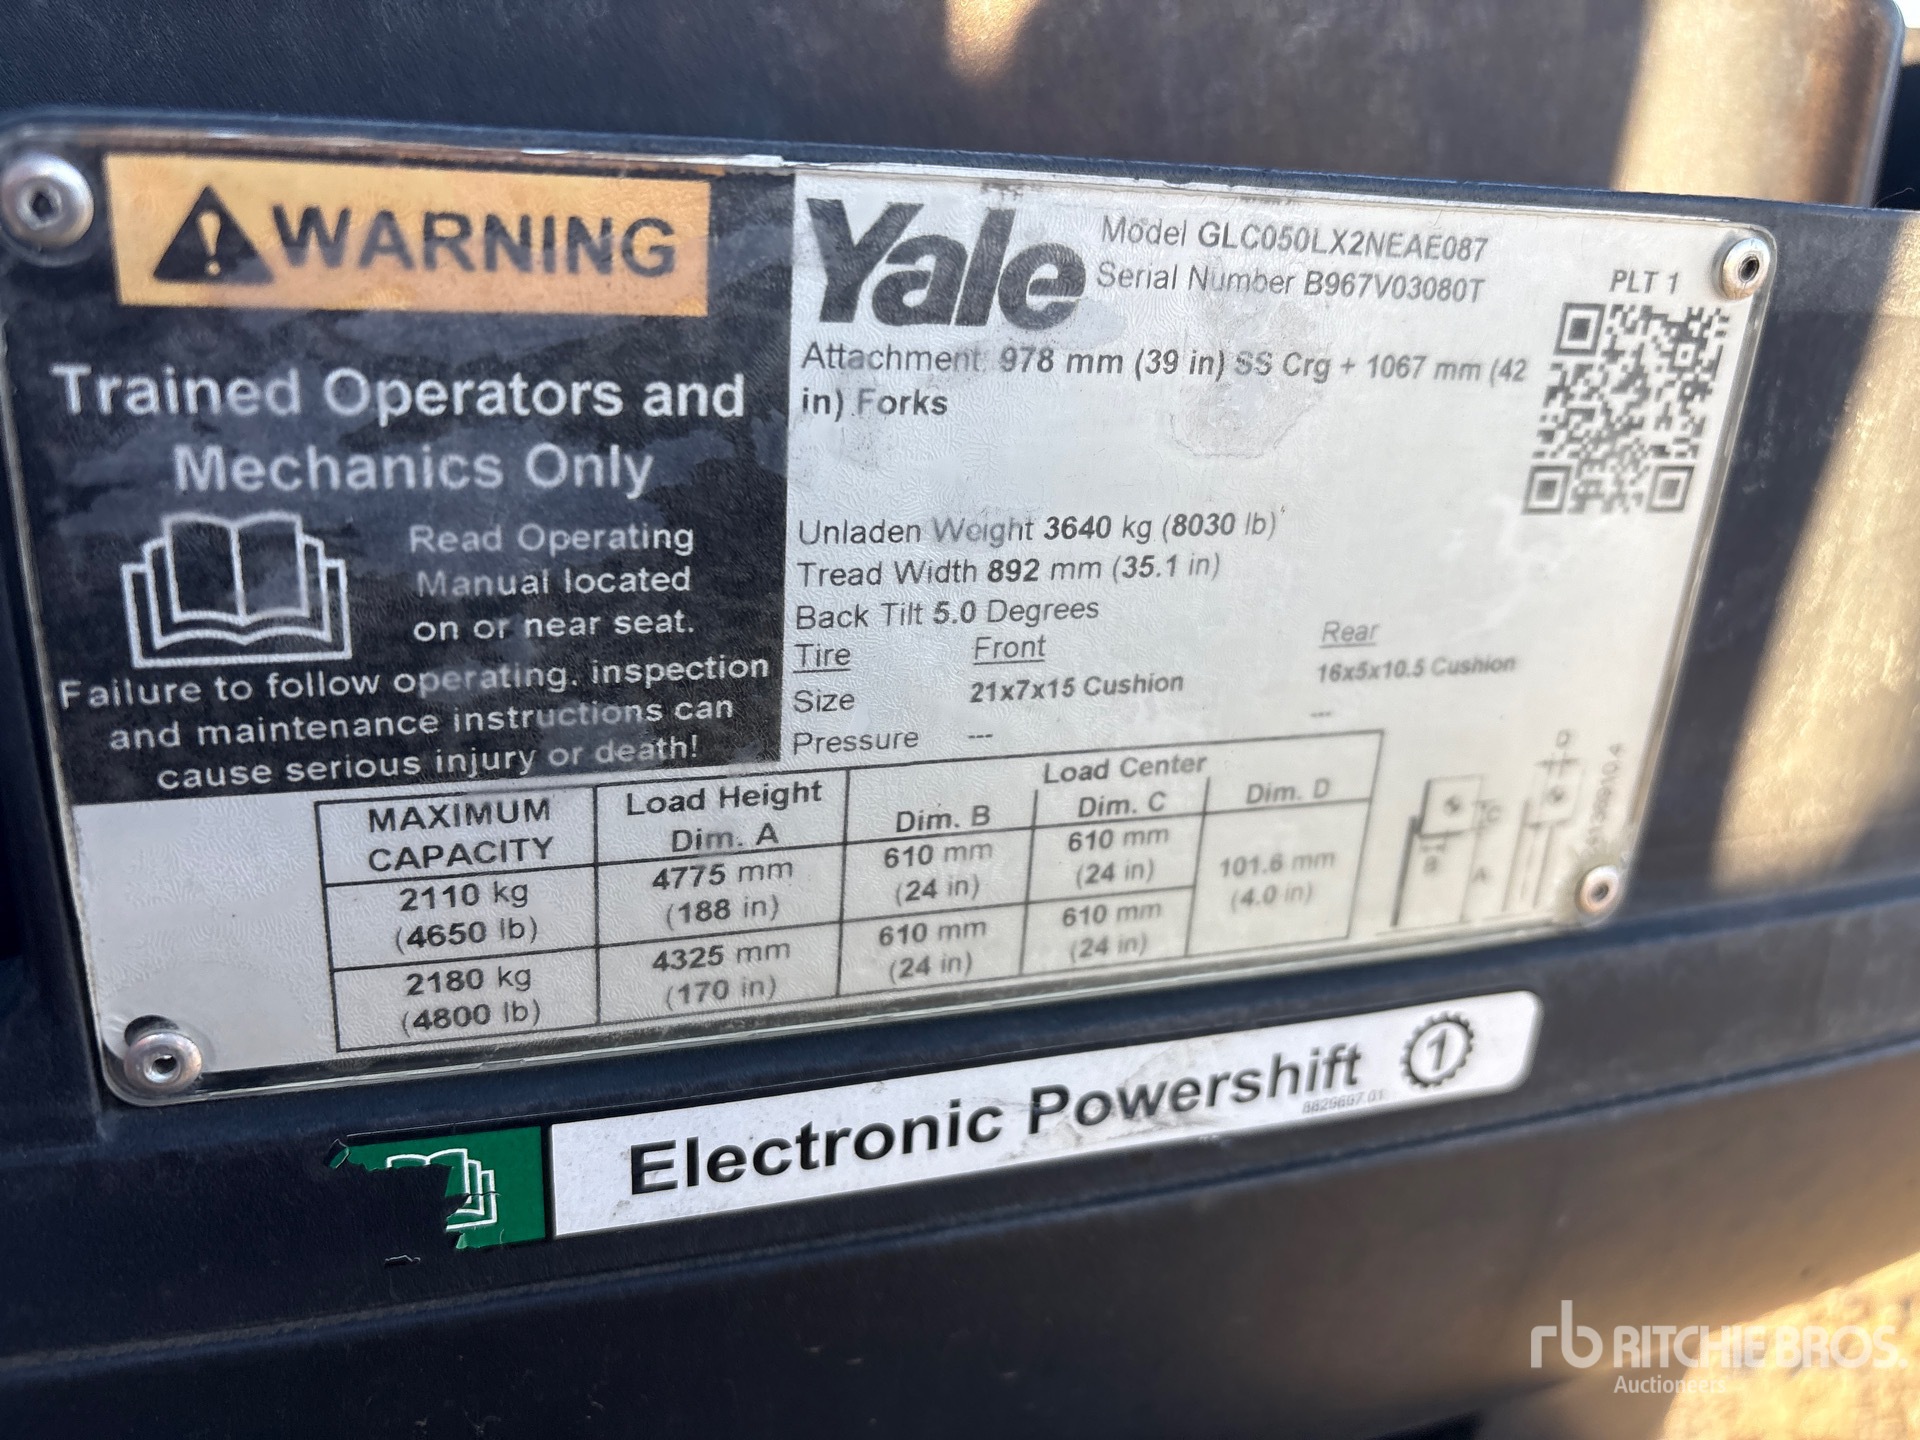 WARNING
Trained Operators and
Mechanics Only
Read Operating
Manual located
on or near seat.
Failure to follow operating, inspection
and maintenance instructions can
cause serious injury or death!
Yale
Model GLC050LX2NEAE087
Serial Number B967V03080T
PLT 1
Attachment: 978 mm (39 in) SS Crg + 1067 mm (42
in) Forks
Unladen Weight 3640 kg (8030 lb)
Tread Width 892 mm (35.1 in)
Back Tilt 5.0 Degrees
Tire Front Rear
Size 21x7x15 Cushion 16x5x10.5 Cushion
Pressure --- ---
MAXIMUM
CAPACITY
Load Height
Dim. A
Load Center
Dim. B Dim. C Dim. D
2110 kg
(4650 lb)
4775 mm
(188 in)
610 mm
(24 in)
610 mm
(24 in)
101.6 mm
(4.0 in)
2180 kg
(4800 lb)
4325 mm
(170 in)
610 mm
(24 in)
610 mm
(24 in)
B
A
C
D
Electronic Powershift 1
rb RITCHIE BROS.
Auctioneers